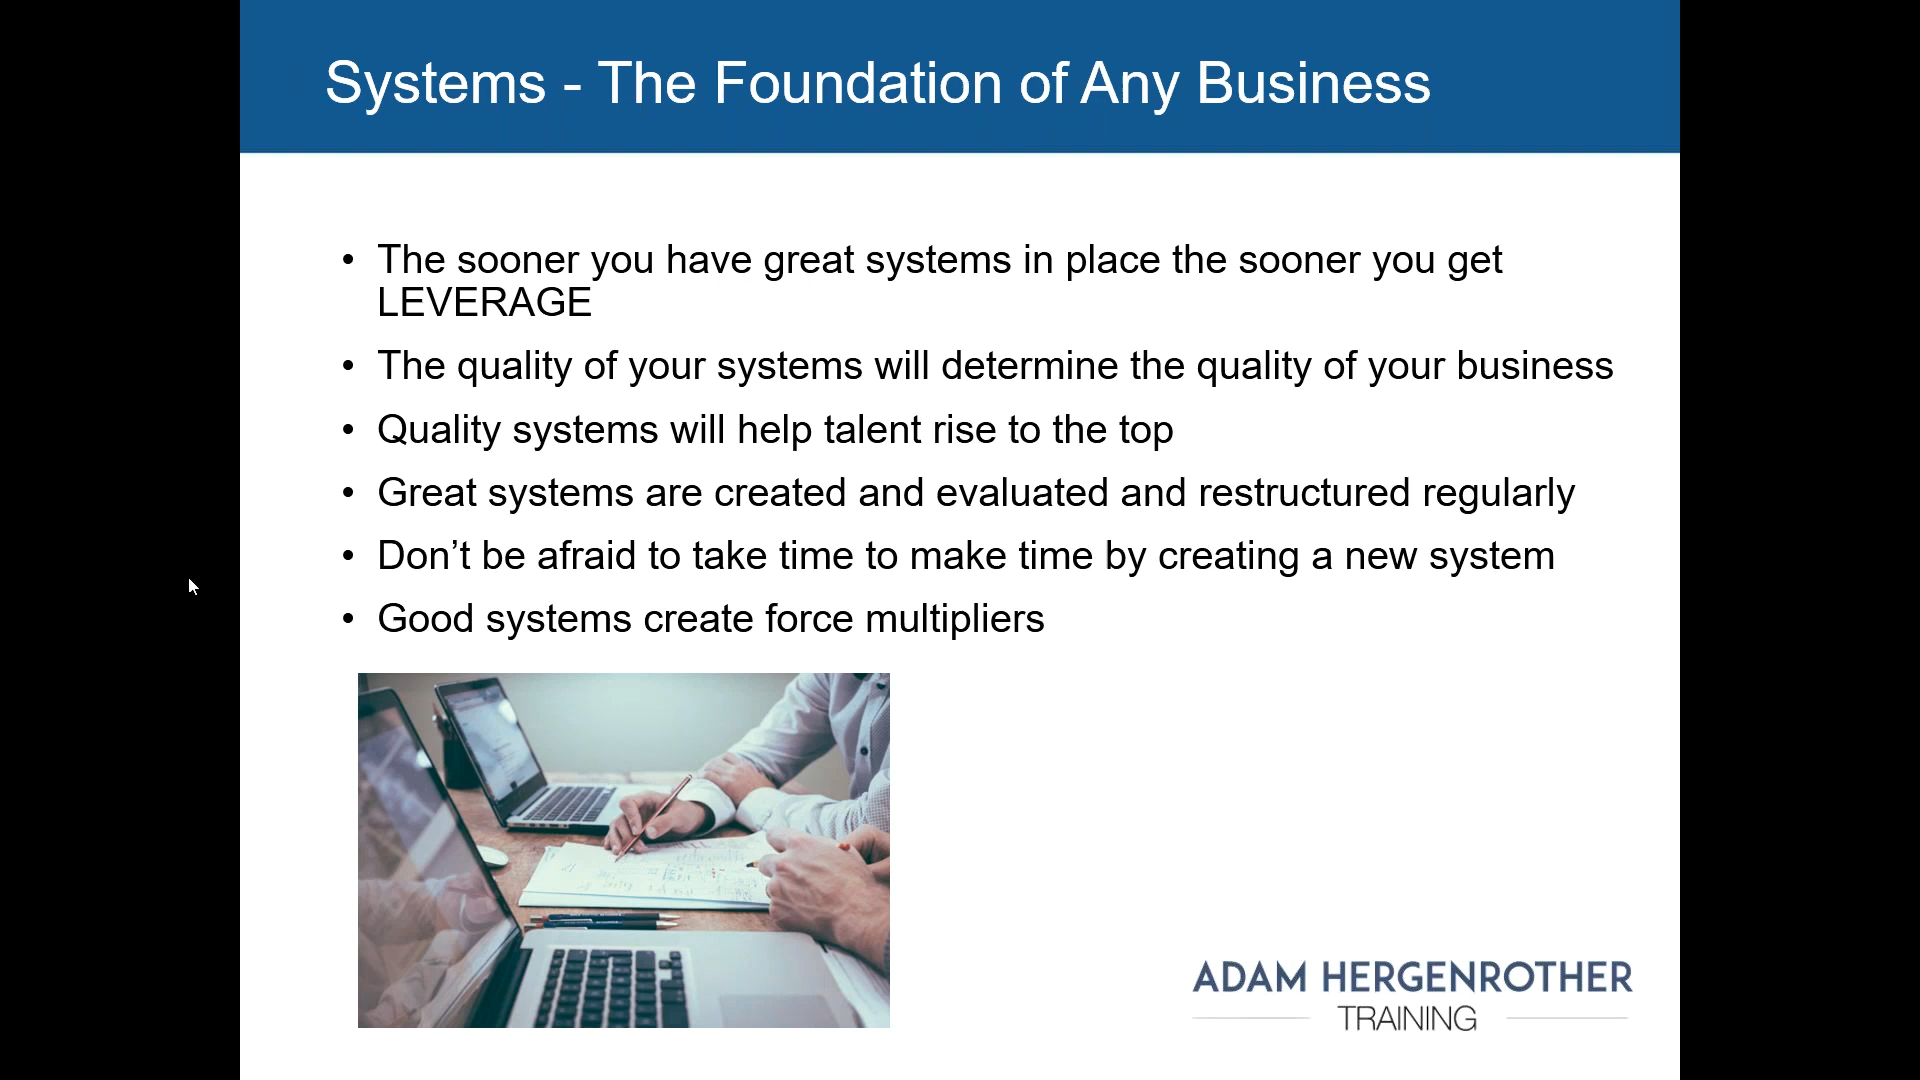 Systems - The Foundation of Any Business
• The sooner you have great systems in place the sooner you get
LEVERAGE
• The quality of your systems will determine the quality of your business
• Quality systems will help talent rise to the top
• Great systems are created and evaluated and restructured regularly
• Don’t be afraid to take time to make time by creating a new system
• Good systems create force multipliers
ADAM HERGENROTHER
TRAINING